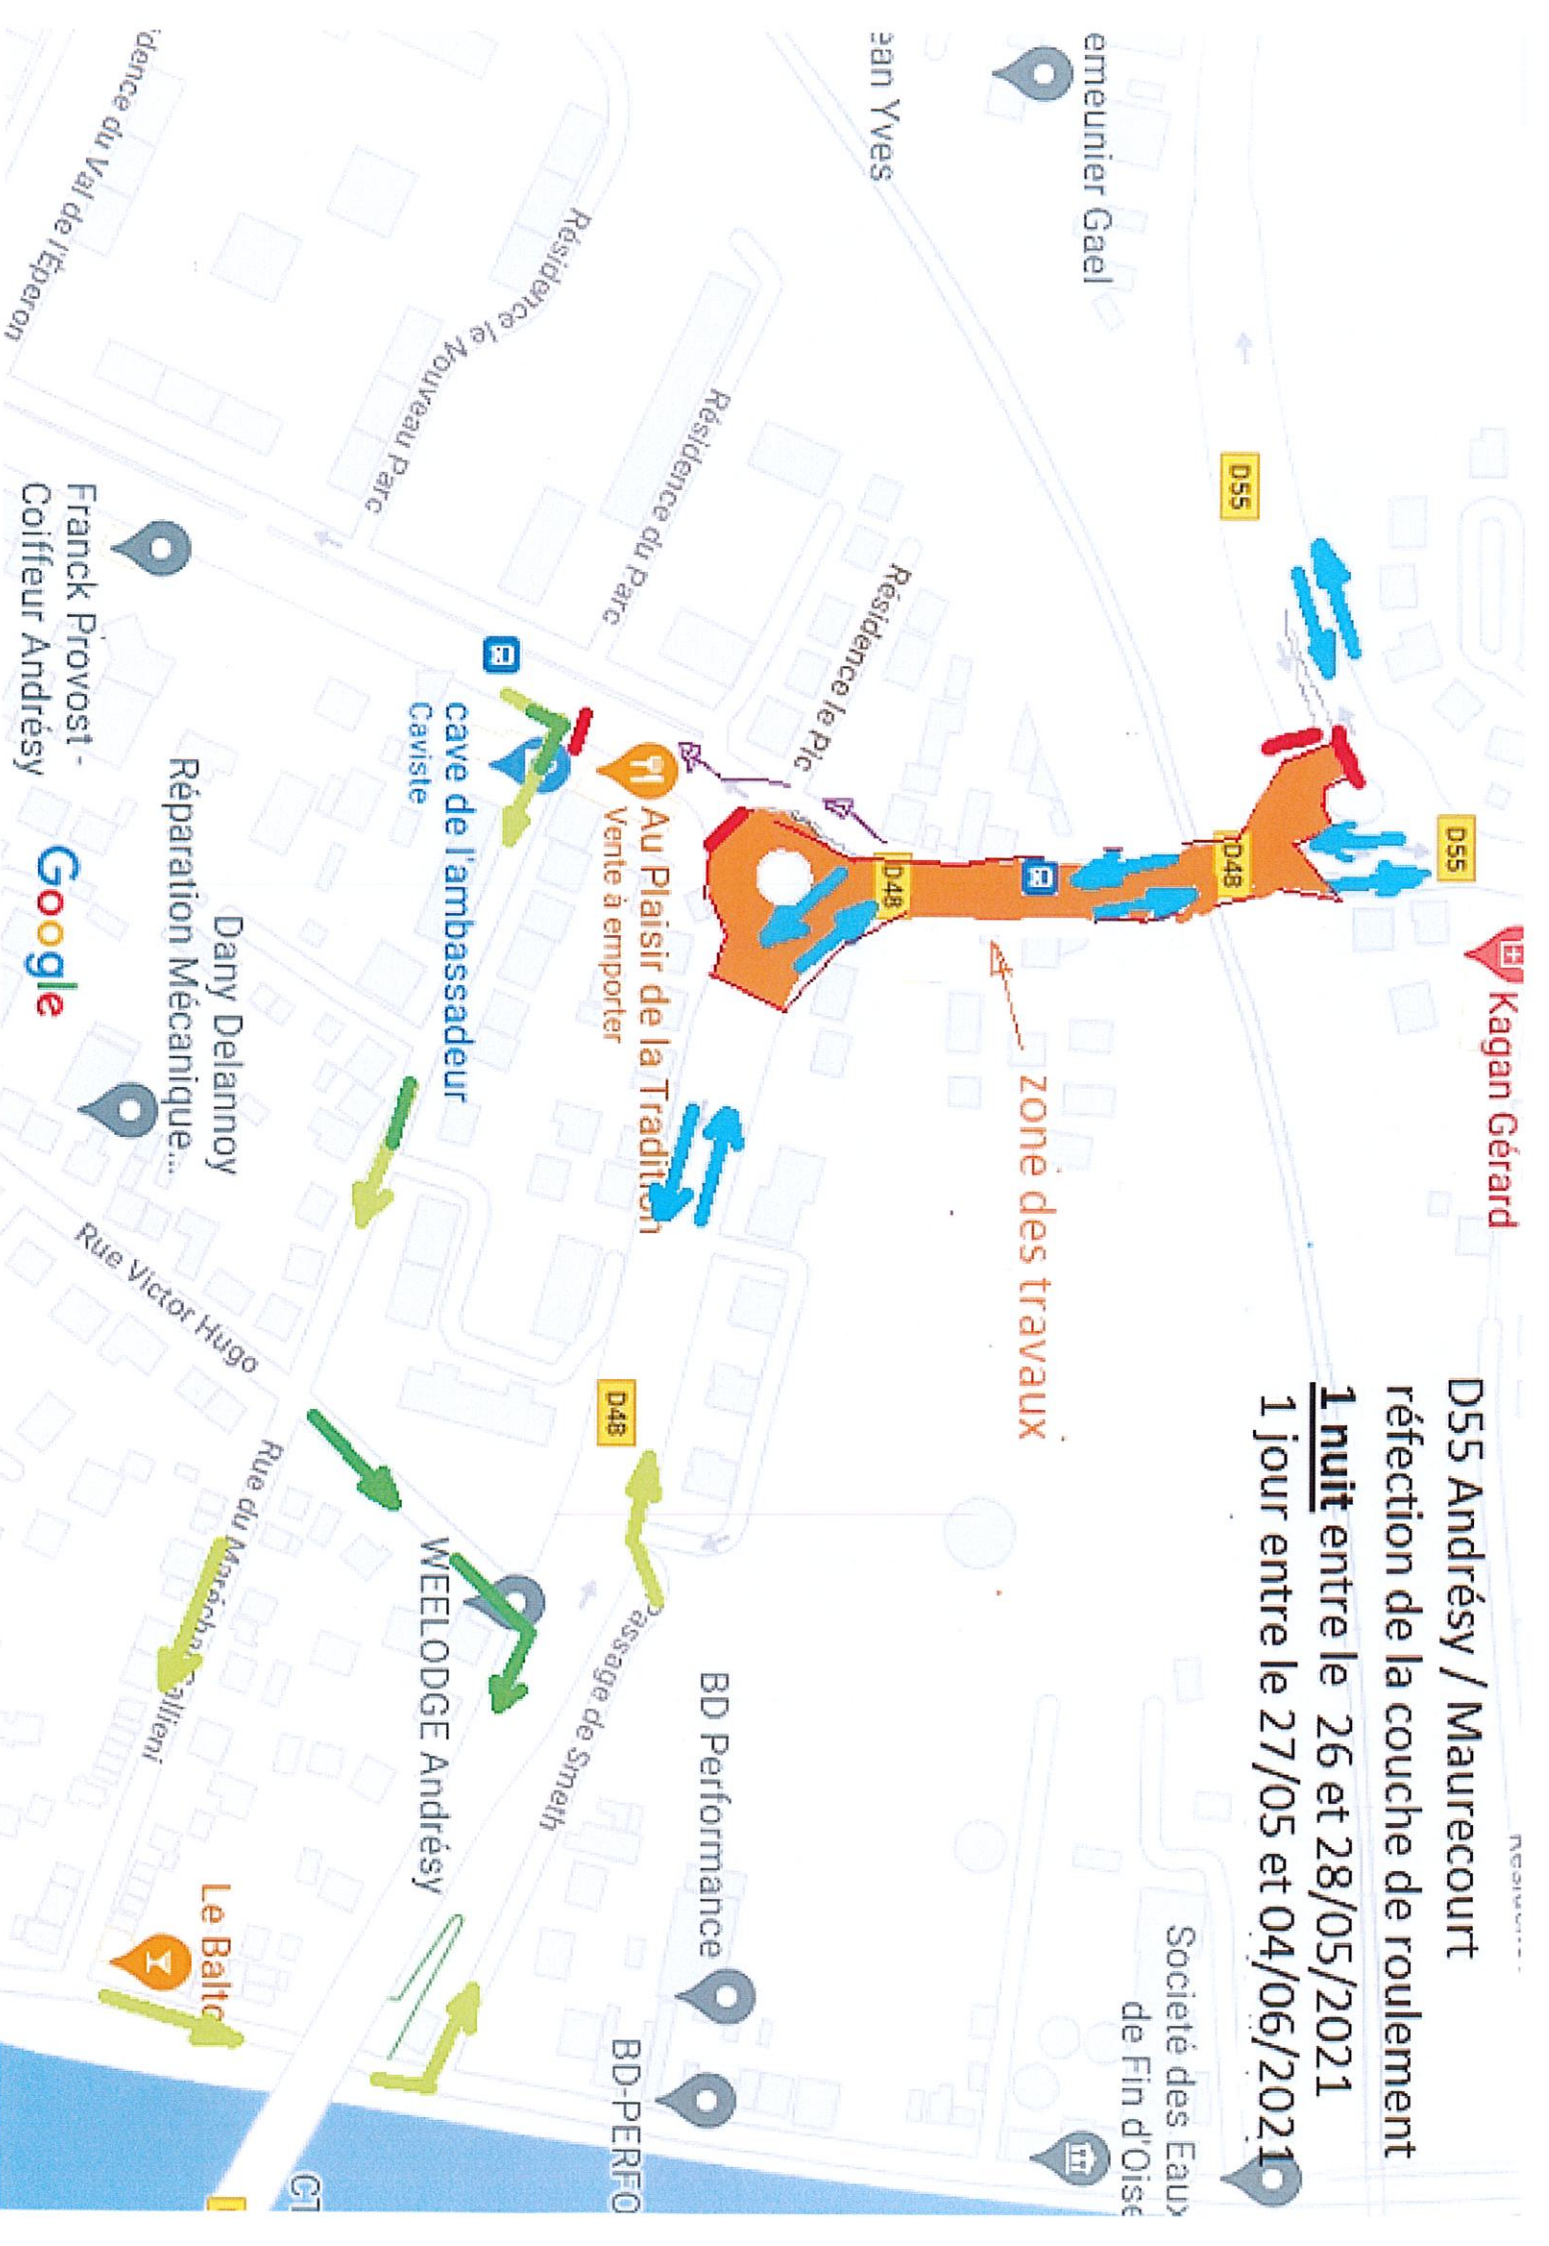 D55 Andrésy / Maurecourt
réfection de la couche de roulement
1 nuit entre le 26 et 28/05/2021
1 jour entre le 27/05 et 04/06/2021
Kagan Gérard
D55
D55
emeunier Gael
ean Yves
D48
D48
zone des travaux
Société des Eaux
de Fin d'Oise
Résidence le Pic
Résidence du Parc
Résidence le Nouveau Parc
dence du Val de l'Éperon
Au Plaisir de la Tradition
Vente à emporter
cave de l'ambassadeur
Caviste
D48
BD Performance
BD-PERFO
Passage de Smeth
WEELODGE Andrésy
Rue Victor Hugo
Rue du Maréchal Gallieni
Dany Delannoy
Réparation Mécanique...
Franck Provost -
Coiffeur Andrésy
Le Balto
Google